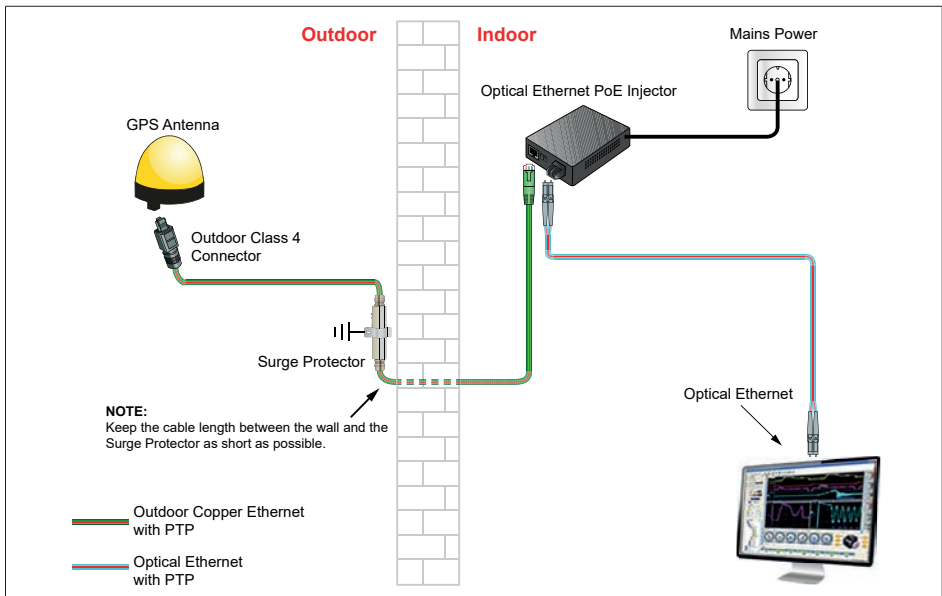 Outdoor
Indoor
Mains Power
Optical Ethernet PoE Injector
GPS Antenna
Outdoor Class 4
Connector
Surge Protector
NOTE:
Keep the cable length between the wall and the
Surge Protector as short as possible.
Optical Ethernet
Outdoor Copper Ethernet
with PTP
Optical Ethernet
with PTP